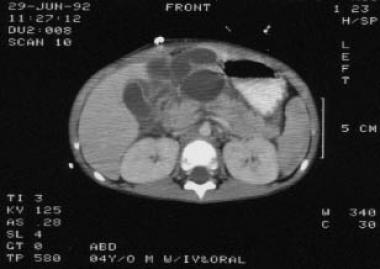 29-JUN-92 FRONT 1 23
11:27:12 H/SP
DU2:008
SCAN 10
L
E
F
T
5 CM
TI 3
KV 125
AS .28
SL 4 W 340
GT 0 ABD C 30
TP 580 04Y/O M W/IV&ORAL